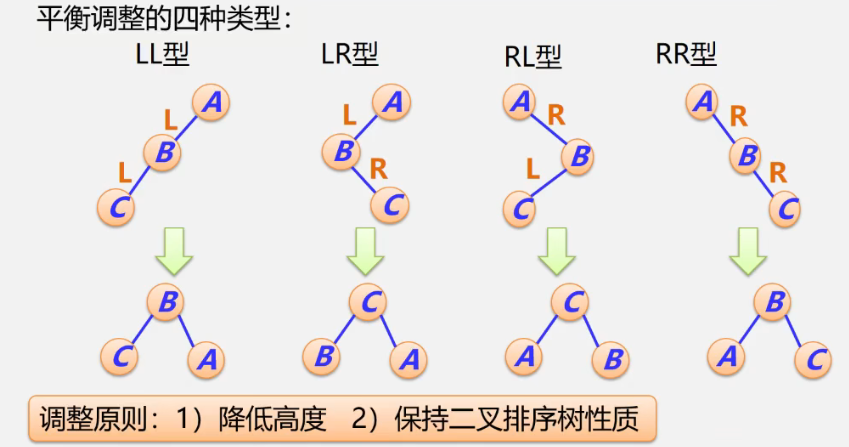 平衡调整的四种类型：
LL型 LR型 RL型 RR型
A A A A
L L R R
B B B B
L R L R
C C C C
B C C B
C A B A A B A C
调整原则：1）降低高度 2）保持二叉排序树性质